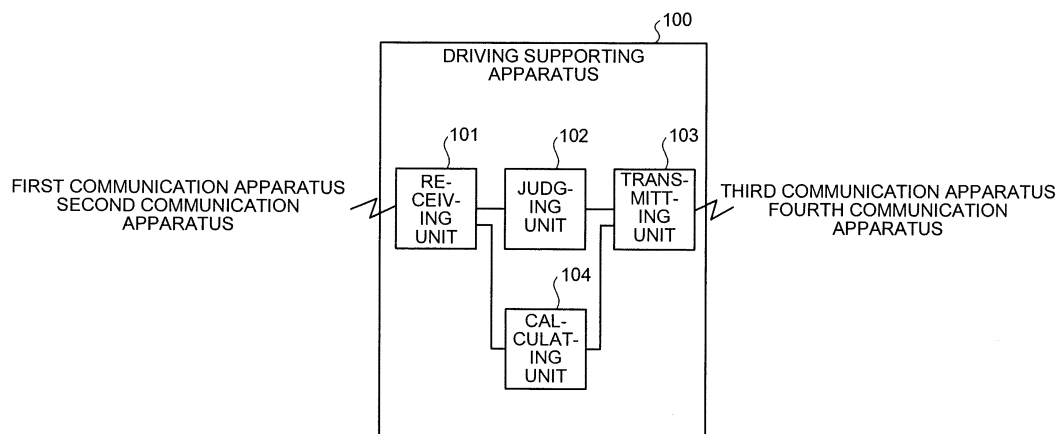 100
DRIVING SUPPORTING
APPARATUS
101
102
103
FIRST COMMUNICATION APPARATUS
SECOND COMMUNICATION
APPARATUS
RE-
CEIV-
ING
UNIT
JUDG-
ING
UNIT
TRANS-
MITT-
ING
UNIT
THIRD COMMUNICATION APPARATUS
FOURTH COMMUNICATION
APPARATUS
104
CAL-
CULAT-
ING
UNIT